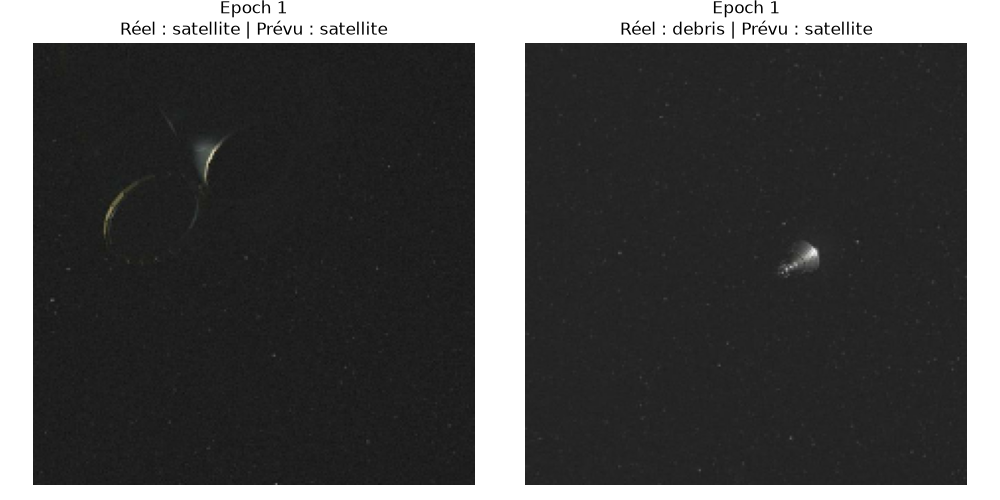 Epoch 1
Réel : satellite | Prévu : satellite
Epoch 1
Réel : debris | Prévu : satellite